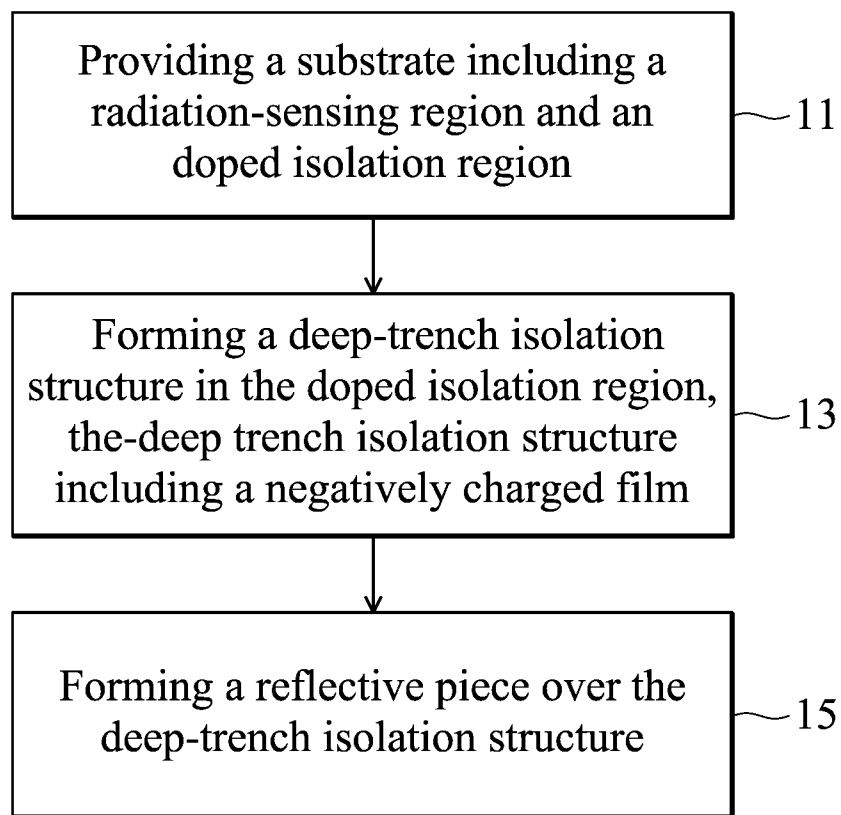 Providing a substrate including a
radiation-sensing region and an
doped isolation region
11
Forming a deep-trench isolation
structure in the doped isolation region,
the-deep trench isolation structure
including a negatively charged film
13
Forming a reflective piece over the
deep-trench isolation structure
15